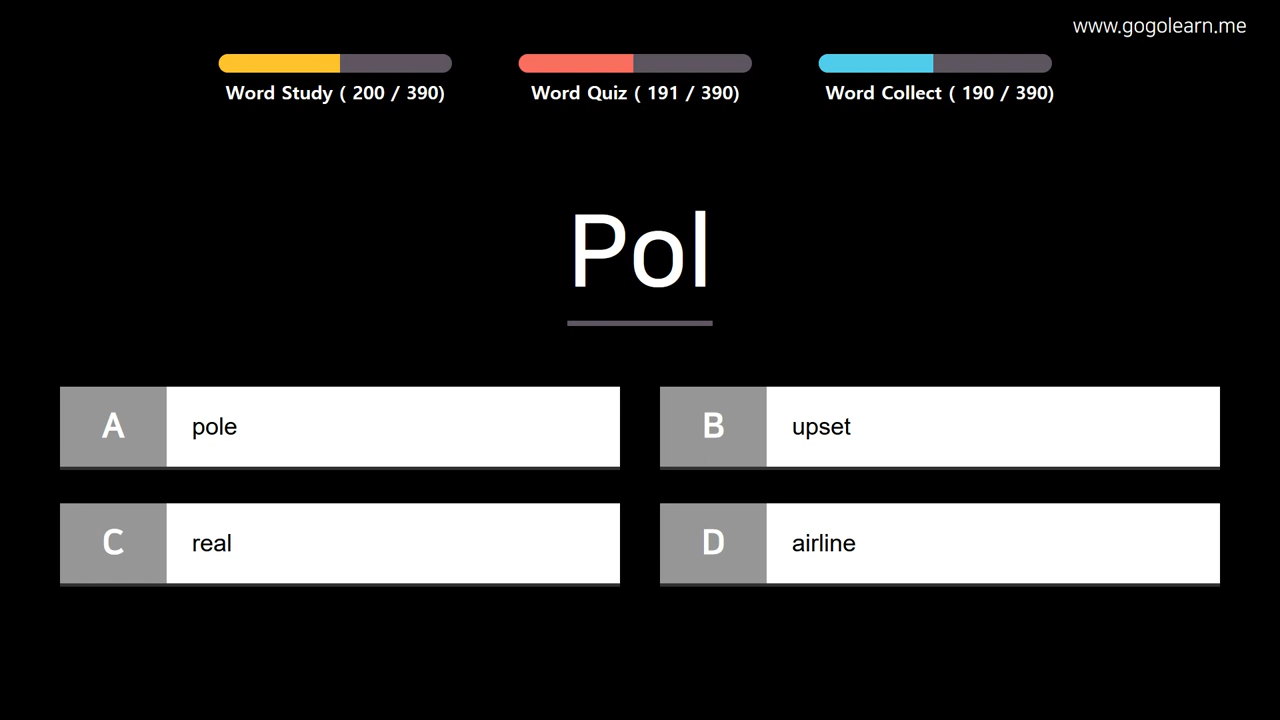 www.gogolearn.me
Word Study ( 200 / 390)
Word Quiz ( 191 / 390)
Word Collect ( 190 / 390)
Pol
A pole
B upset
C real
D airline